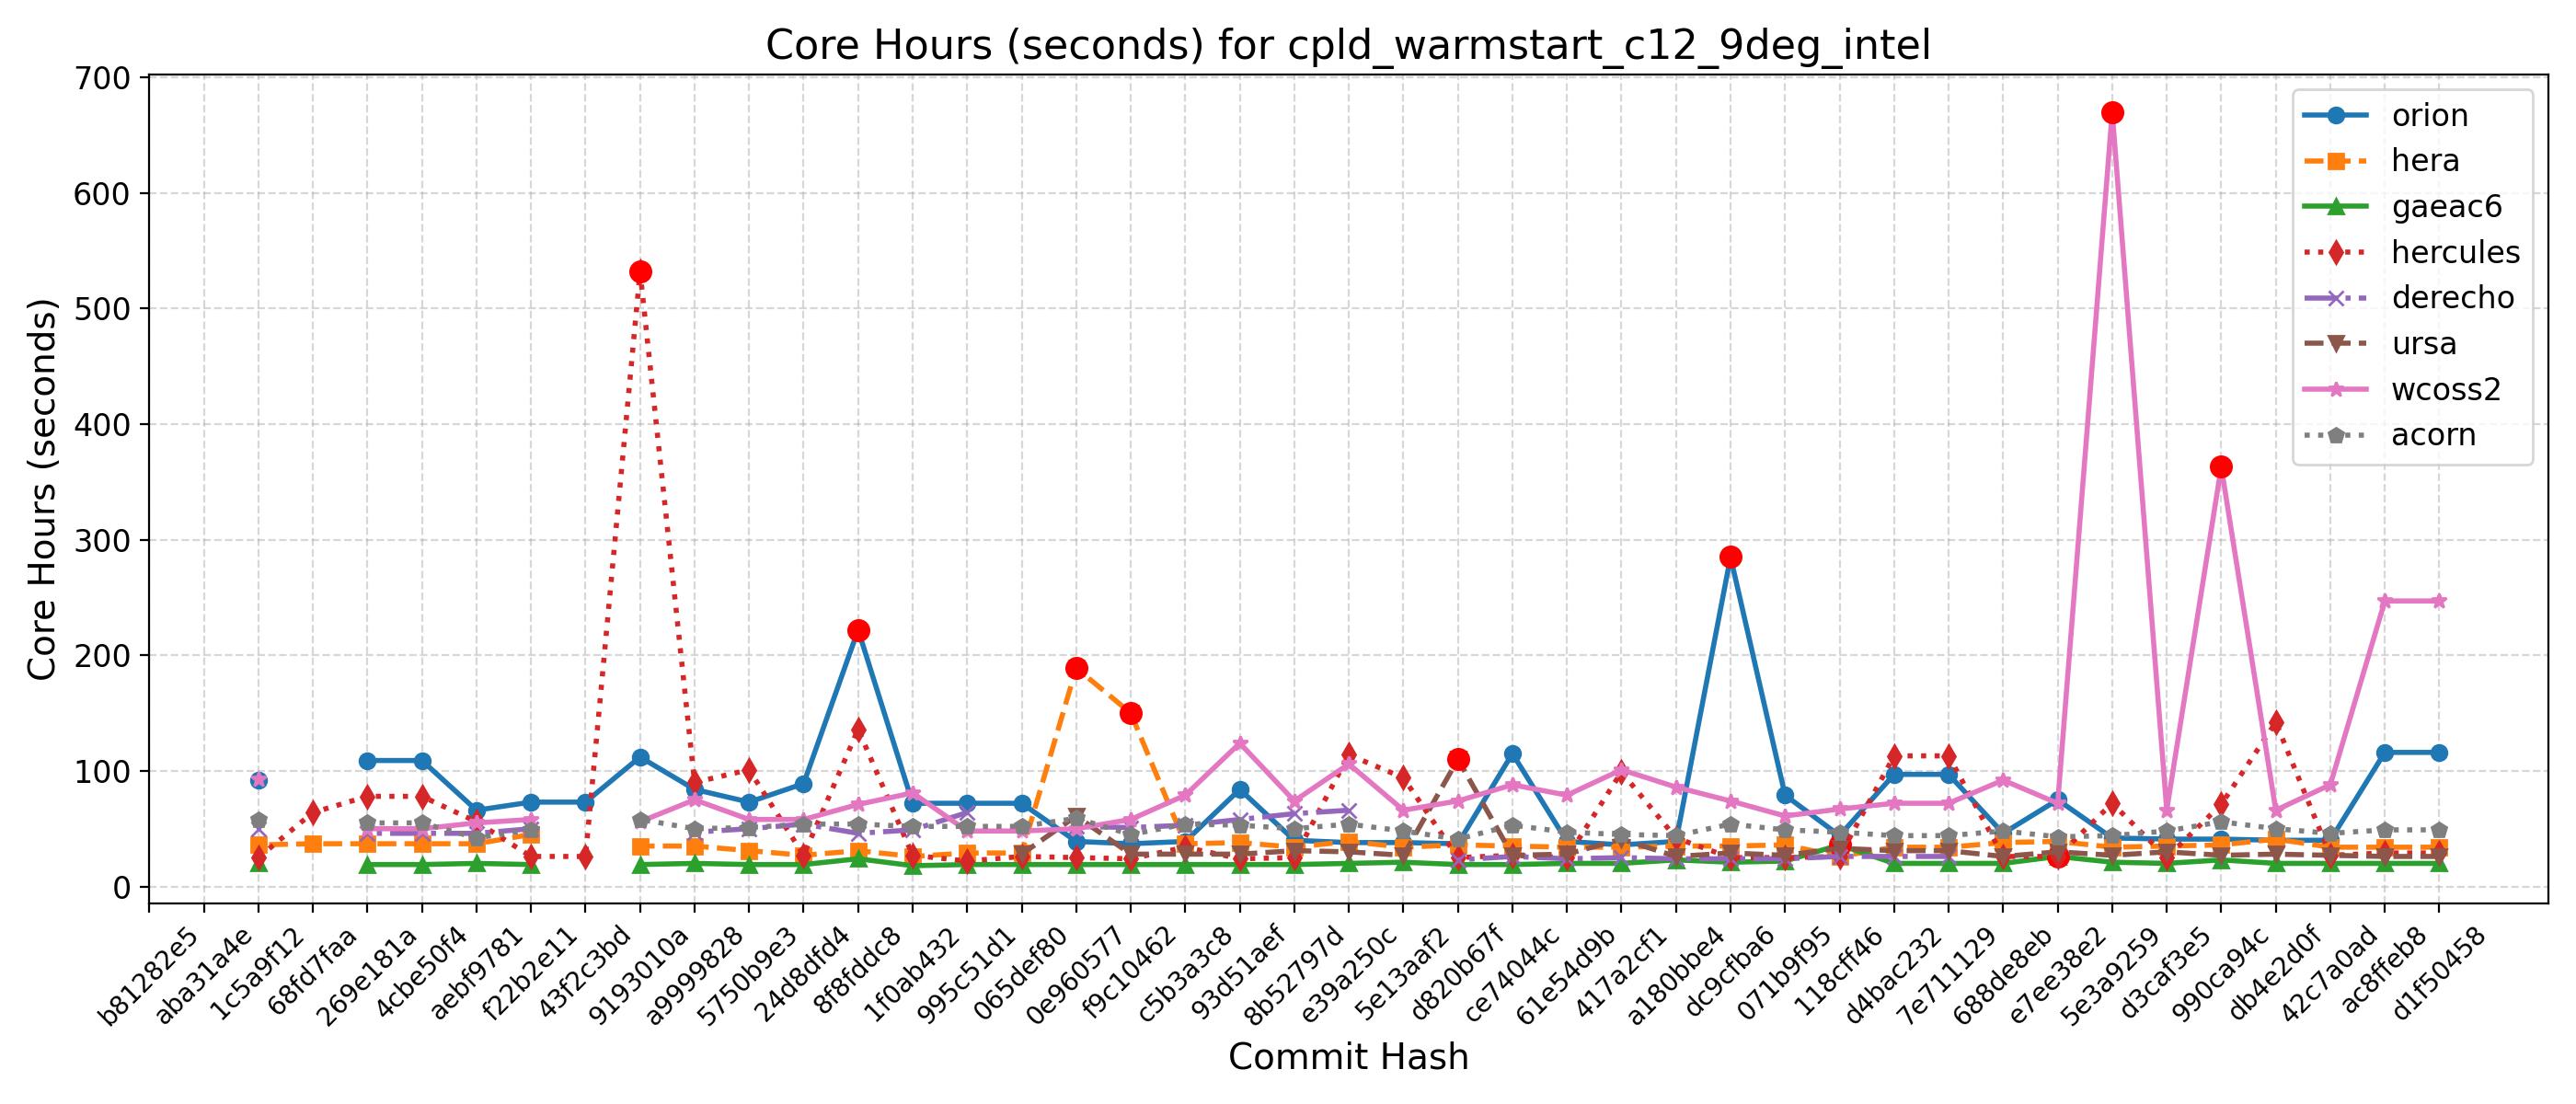 Core Hours (seconds) for cpld_warmstart_c12_9deg_intel
Core Hours (seconds)
700
600
500
400
300
200
100
0
orion
hera
gaeac6
hercules
derecho
ursa
wcoss2
acorn
b81282e5
aba31a4e
1c5a9f12
68fd7faa
269e181a
4cbe50f4
aebf9781
f22b2e11
43f2c3bd
9193010a
a9999828
5750b9e3
24d8dfd4
8f8fddc8
1f0ab432
995c51d1
065def80
0e960577
f9c10462
c5b3a3c8
93d51aef
8b52797d
e39a250c
5e13aaf2
d820b67f
ce74044c
61e54d9b
417a2cf1
a180bbe4
dc9cfba6
071b9f95
118cff46
d4bac232
7e711129
688de8eb
e7ee38e2
5e3a9259
d3caf3e5
990ca94c
db4e2d0f
42c7a0ad
ac8ffeb8
d1f50458
Commit Hash